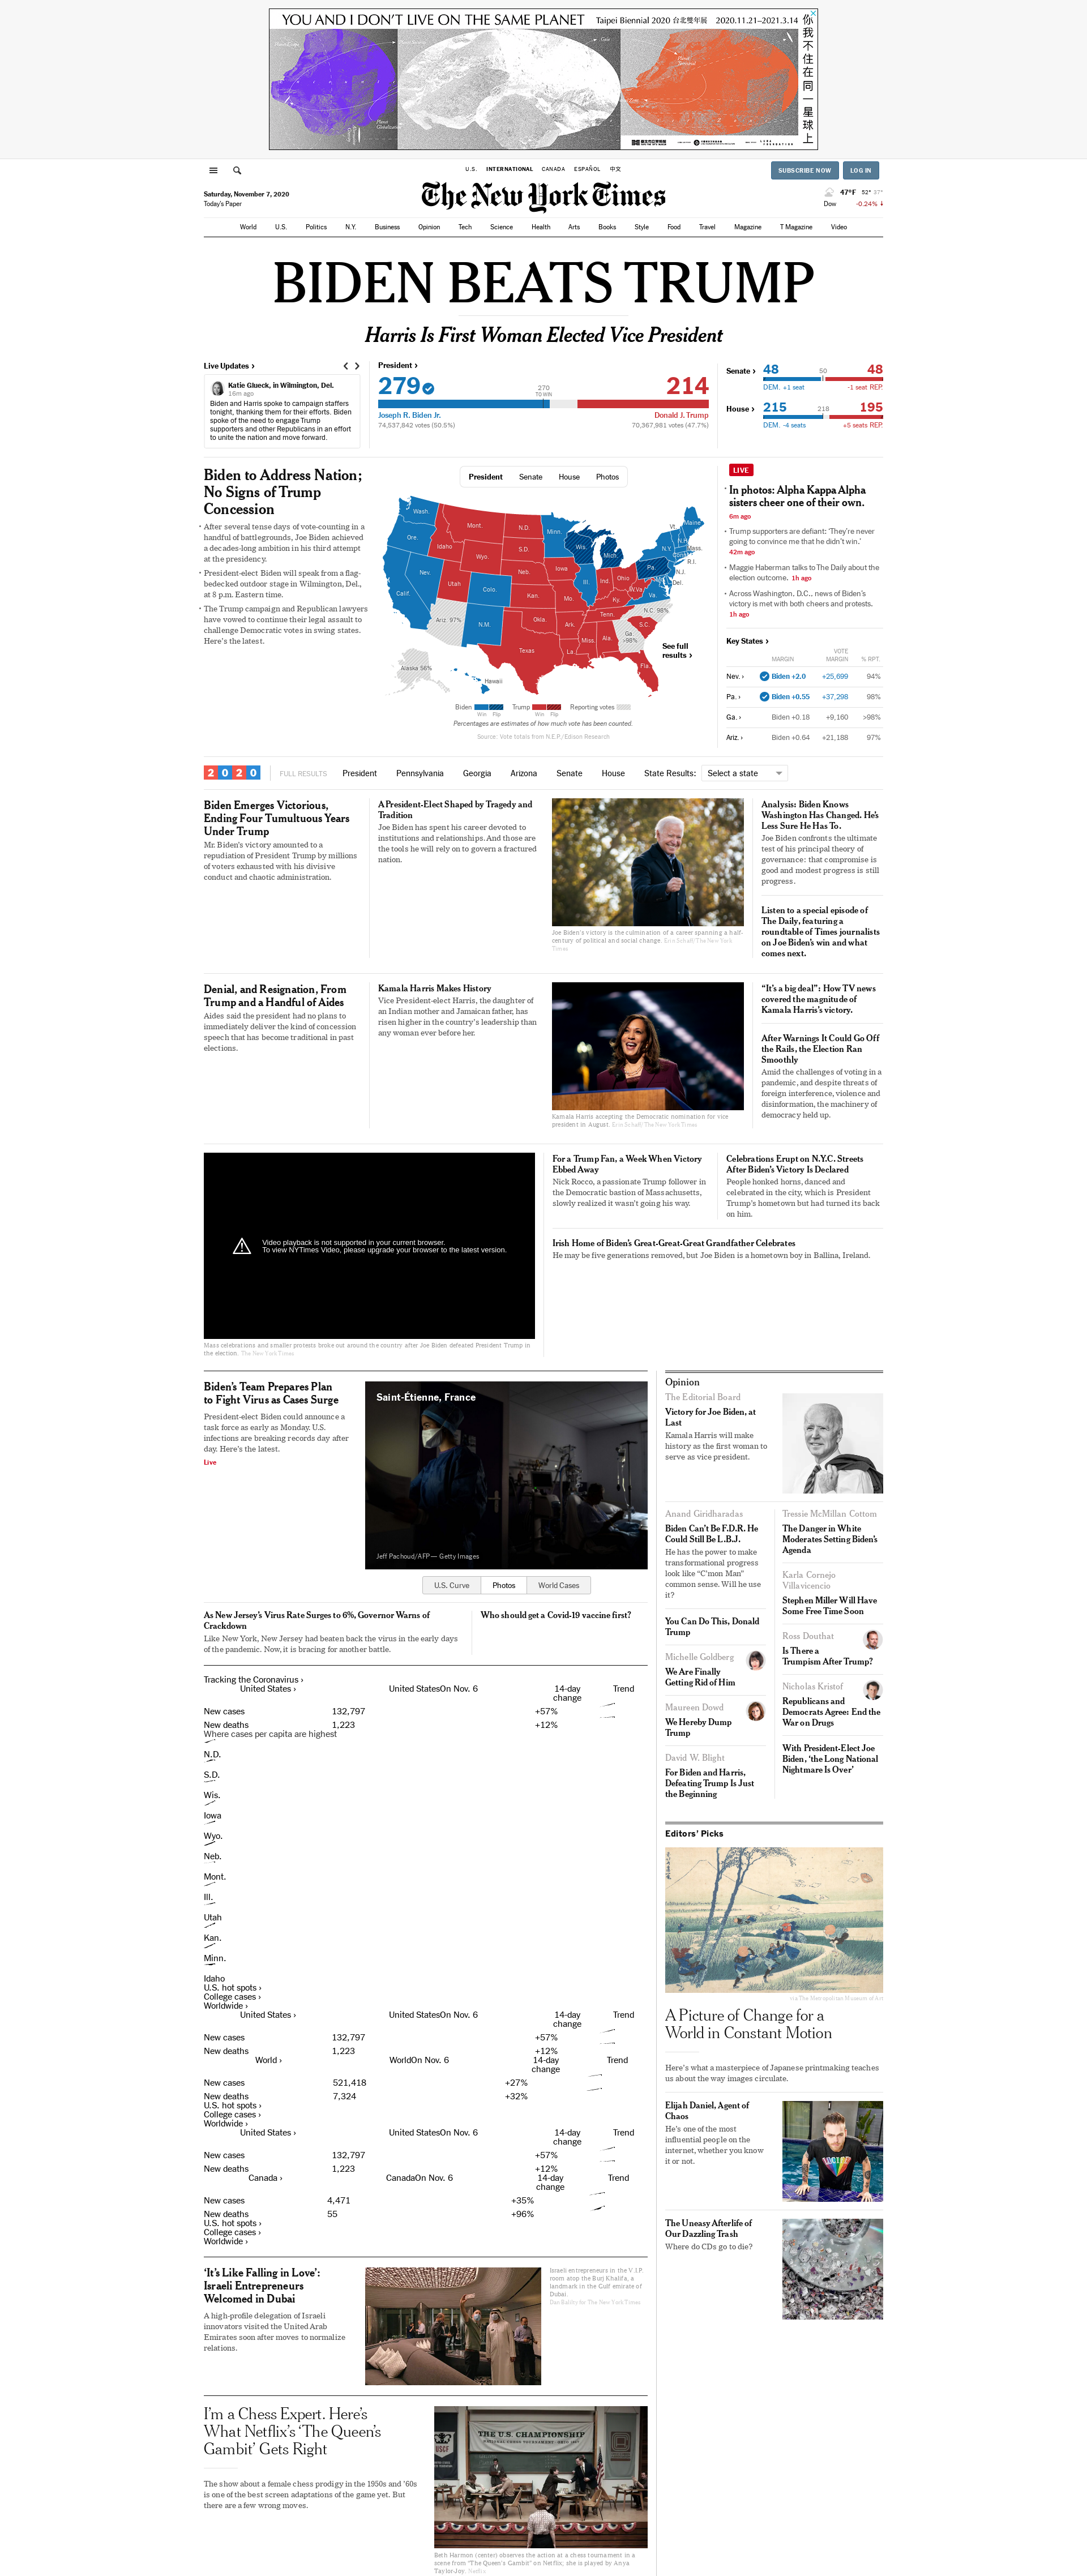 YOU AND I DON'T LIVE ON THE SAME PLANET
Taipei Biennial 2020 台北雙年展
2020.11.21–2021.3.14
你我不住在同一星球上
U.S.
INTERNATIONAL
CANADA
ESPAÑOL
中文
SUBSCRIBE NOW
LOG IN
Saturday, November 7, 2020
Today's Paper
The New York Times
47°F 52° 37°
Dow -0.24% ↓
World
U.S.
Politics
N.Y.
Business
Opinion
Tech
Science
Health
Arts
Books
Style
Food
Travel
Magazine
T Magazine
Video
BIDEN BEATS TRUMP
Harris Is First Woman Elected Vice President
Live Updates ›
Katie Glueck, in Wilmington, Del.
16m ago
Biden and Harris spoke to campaign staffers
tonight, thanking them for their efforts. Biden
spoke of the need to engage Trump
supporters and other Republicans in an effort
to unite the nation and move forward.
President ›
279
270
TO WIN
214
Joseph R. Biden Jr.
Donald J. Trump
74,537,842 votes (50.5%)
70,367,981 votes (47.7%)
Senate ›
48
50
48
DEM. +1 seat
-1 seat REP.
House ›
215
218
195
DEM. -4 seats
+5 seats REP.
Biden to Address Nation;
No Signs of Trump
Concession
After several tense days of vote-counting in a
handful of battlegrounds, Joe Biden achieved
a decades-long ambition in his third attempt
at the presidency.
President-elect Biden will speak from a flag-
bedecked outdoor stage in Wilmington, Del.,
at 8 p.m. Eastern time.
The Trump campaign and Republican lawyers
have vowed to continue their legal assault to
challenge Democratic votes in swing states.
Here's the latest.
President
Senate
House
Photos
Wash.
Ore.
Calif.
Nev.
Idaho
Mont.
Wyo.
Utah
Colo.
Ariz. 97%
N.M.
N.D.
S.D.
Neb.
Kan.
Okla.
Texas
Minn.
Iowa
Mo.
Ark.
La.
Wis.
Ill.
Mich.
Ind.
Ohio
Ky.
Tenn.
Miss.
Ala.
Ga.
>98%
Fla.
S.C.
N.C. 98%
Va.
W.Va.
Pa.
N.Y.
Vt.
N.H.
Maine
Mass.
Conn.
R.I.
N.J.
Del.
Md.
Alaska 56%
Hawaii
See full
results ›
Biden
Win Flip
Trump
Win Flip
Reporting votes
Percentages are estimates of how much vote has been counted.
Source: Vote totals from N.E.P./Edison Research
LIVE
In photos: Alpha Kappa Alpha
sisters cheer one of their own.
6m ago
Trump supporters are defiant: 'They're never
going to convince me that he didn't win.'
42m ago
Maggie Haberman talks to The Daily about the
election outcome. 1h ago
Across Washington, D.C., news of Biden's
victory is met with both cheers and protests.
1h ago
Key States ›
MARGIN
VOTE
MARGIN
% RPT.
Nev. › Biden +2.0 +25,699 94%
Pa. › Biden +0.55 +37,298 98%
Ga. › Biden +0.18 +9,160 >98%
Ariz. › Biden +0.64 +21,188 97%
2020
FULL RESULTS
President
Pennsylvania
Georgia
Arizona
Senate
House
State Results:
Select a state
Biden Emerges Victorious,
Ending Four Tumultuous Years
Under Trump
Mr. Biden's victory amounted to a
repudiation of President Trump by millions
of voters exhausted with his divisive
conduct and chaotic administration.
A President-Elect Shaped by Tragedy and
Tradition
Joe Biden has spent his career devoted to
institutions and relationships. And those are
the tools he will rely on to govern a fractured
nation.
Joe Biden's victory is the culmination of a career spanning a half-
century of political and social change. Erin Schaff/The New York
Times
Analysis: Biden Knows
Washington Has Changed. He's
Less Sure He Has To.
Joe Biden confronts the ultimate
test of his principal theory of
governance: that compromise is
good and modest progress is still
progress.
Listen to a special episode of
The Daily, featuring a
roundtable of Times journalists
on Joe Biden's win and what
comes next.
Denial, and Resignation, From
Trump and a Handful of Aides
Aides said the president had no plans to
immediately deliver the kind of concession
speech that has become traditional in past
elections.
Kamala Harris Makes History
Vice President-elect Harris, the daughter of
an Indian mother and Jamaican father, has
risen higher in the country's leadership than
any woman ever before her.
Kamala Harris accepting the Democratic nomination for vice
president in August. Erin Schaff/The New York Times
"It's a big deal": How TV news
covered the magnitude of
Kamala Harris's victory.
After Warnings It Could Go Off
the Rails, the Election Ran
Smoothly
Amid the challenges of voting in a
pandemic, and despite threats of
foreign interference, violence and
disinformation, the machinery of
democracy held up.
Video playback is not supported in your current browser.
To view NYTimes Video, please upgrade your browser to the latest version.
Mass celebrations and smaller protests broke out around the country after Joe Biden defeated President Trump in
the election. The New York Times
For a Trump Fan, a Week When Victory
Ebbed Away
Nick Rocco, a passionate Trump follower in
the Democratic bastion of Massachusetts,
slowly realized it wasn't going his way.
Celebrations Erupt on N.Y.C. Streets
After Biden's Victory Is Declared
People honked horns, danced and
celebrated in the city, which is President
Trump's hometown but had turned its back
on him.
Irish Home of Biden's Great-Great-Great Grandfather Celebrates
He may be five generations removed, but Joe Biden is a hometown boy in Ballina, Ireland.
Biden's Team Prepares Plan
to Fight Virus as Cases Surge
President-elect Biden could announce a
task force as early as Monday. U.S.
infections are breaking records day after
day. Here's the latest.
Live
Saint-Étienne, France
Jeff Pachoud/AFP — Getty Images
U.S. Curve
Photos
World Cases
As New Jersey's Virus Rate Surges to 6%, Governor Warns of
Crackdown
Like New York, New Jersey had beaten back the virus in the early days
of the pandemic. Now, it is bracing for another battle.
Who should get a Covid-19 vaccine first?
Tracking the Coronavirus ›
United States › United StatesOn Nov. 6 14-day
change Trend
New cases 132,797 +57%
New deaths 1,223 +12%
Where cases per capita are highest
N.D.
S.D.
Wis.
Iowa
Wyo.
Neb.
Mont.
Ill.
Utah
Kan.
Minn.
Idaho
U.S. hot spots ›
College cases ›
Worldwide ›
United States › United StatesOn Nov. 6 14-day
change Trend
New cases 132,797 +57%
New deaths 1,223 +12%
World › WorldOn Nov. 6 14-day
change Trend
New cases 521,418 +27%
New deaths 7,324 +32%
U.S. hot spots ›
College cases ›
Worldwide ›
United States › United StatesOn Nov. 6 14-day
change Trend
New cases 132,797 +57%
New deaths 1,223 +12%
Canada › CanadaOn Nov. 6 14-day
change Trend
New cases 4,471 +35%
New deaths 55 +96%
U.S. hot spots ›
College cases ›
Worldwide ›
'It's Like Falling in Love':
Israeli Entrepreneurs
Welcomed in Dubai
A high-profile delegation of Israeli
innovators visited the United Arab
Emirates soon after moves to normalize
relations.
Israeli entrepreneurs in the V.I.P.
room atop the Burj Khalifa, a
landmark in the Gulf emirate of
Dubai.
Dan Balilty for The New York Times
I'm a Chess Expert. Here's
What Netflix's 'The Queen's
Gambit' Gets Right
The show about a female chess prodigy in the 1950s and '60s
is one of the best screen adaptations of the game yet. But
there are a few wrong moves.
THE U.S. CHAMPIONSHIP
USCF
Beth Harmon (center) observes the action at a chess tournament in a
scene from "The Queen's Gambit" on Netflix; she is played by Anya
Taylor-Joy. Netflix
Opinion
The Editorial Board
Victory for Joe Biden, at
Last
Kamala Harris will make
history as the first woman to
serve as vice president.
Anand Giridharadas
Biden Can't Be F.D.R. He
Could Still Be L.B.J.
He has the power to make
transformational progress
look like "C'mon Man"
common sense. Will he use
it?
You Can Do This, Donald
Trump
Michelle Goldberg
We Are Finally
Getting Rid of Him
Maureen Dowd
We Hereby Dump
Trump
David W. Blight
For Biden and Harris,
Defeating Trump Is Just
the Beginning
Tressie McMillan Cottom
The Danger in White
Moderates Setting Biden's
Agenda
Karla Cornejo
Villavicencio
Stephen Miller Will Have
Some Free Time Soon
Ross Douthat
Is There a
Trumpism After Trump?
Nicholas Kristof
Republicans and
Democrats Agree: End the
War on Drugs
With President-Elect Joe
Biden, 'the Long National
Nightmare Is Over'
Editors' Picks
via The Metropolitan Museum of Art
A Picture of Change for a
World in Constant Motion
Here's what a masterpiece of Japanese printmaking teaches
us about the way images circulate.
Elijah Daniel, Agent of
Chaos
He's one of the most
influential people on the
internet, whether you know
it or not.
The Uneasy Afterlife of
Our Dazzling Trash
Where do CDs go to die?